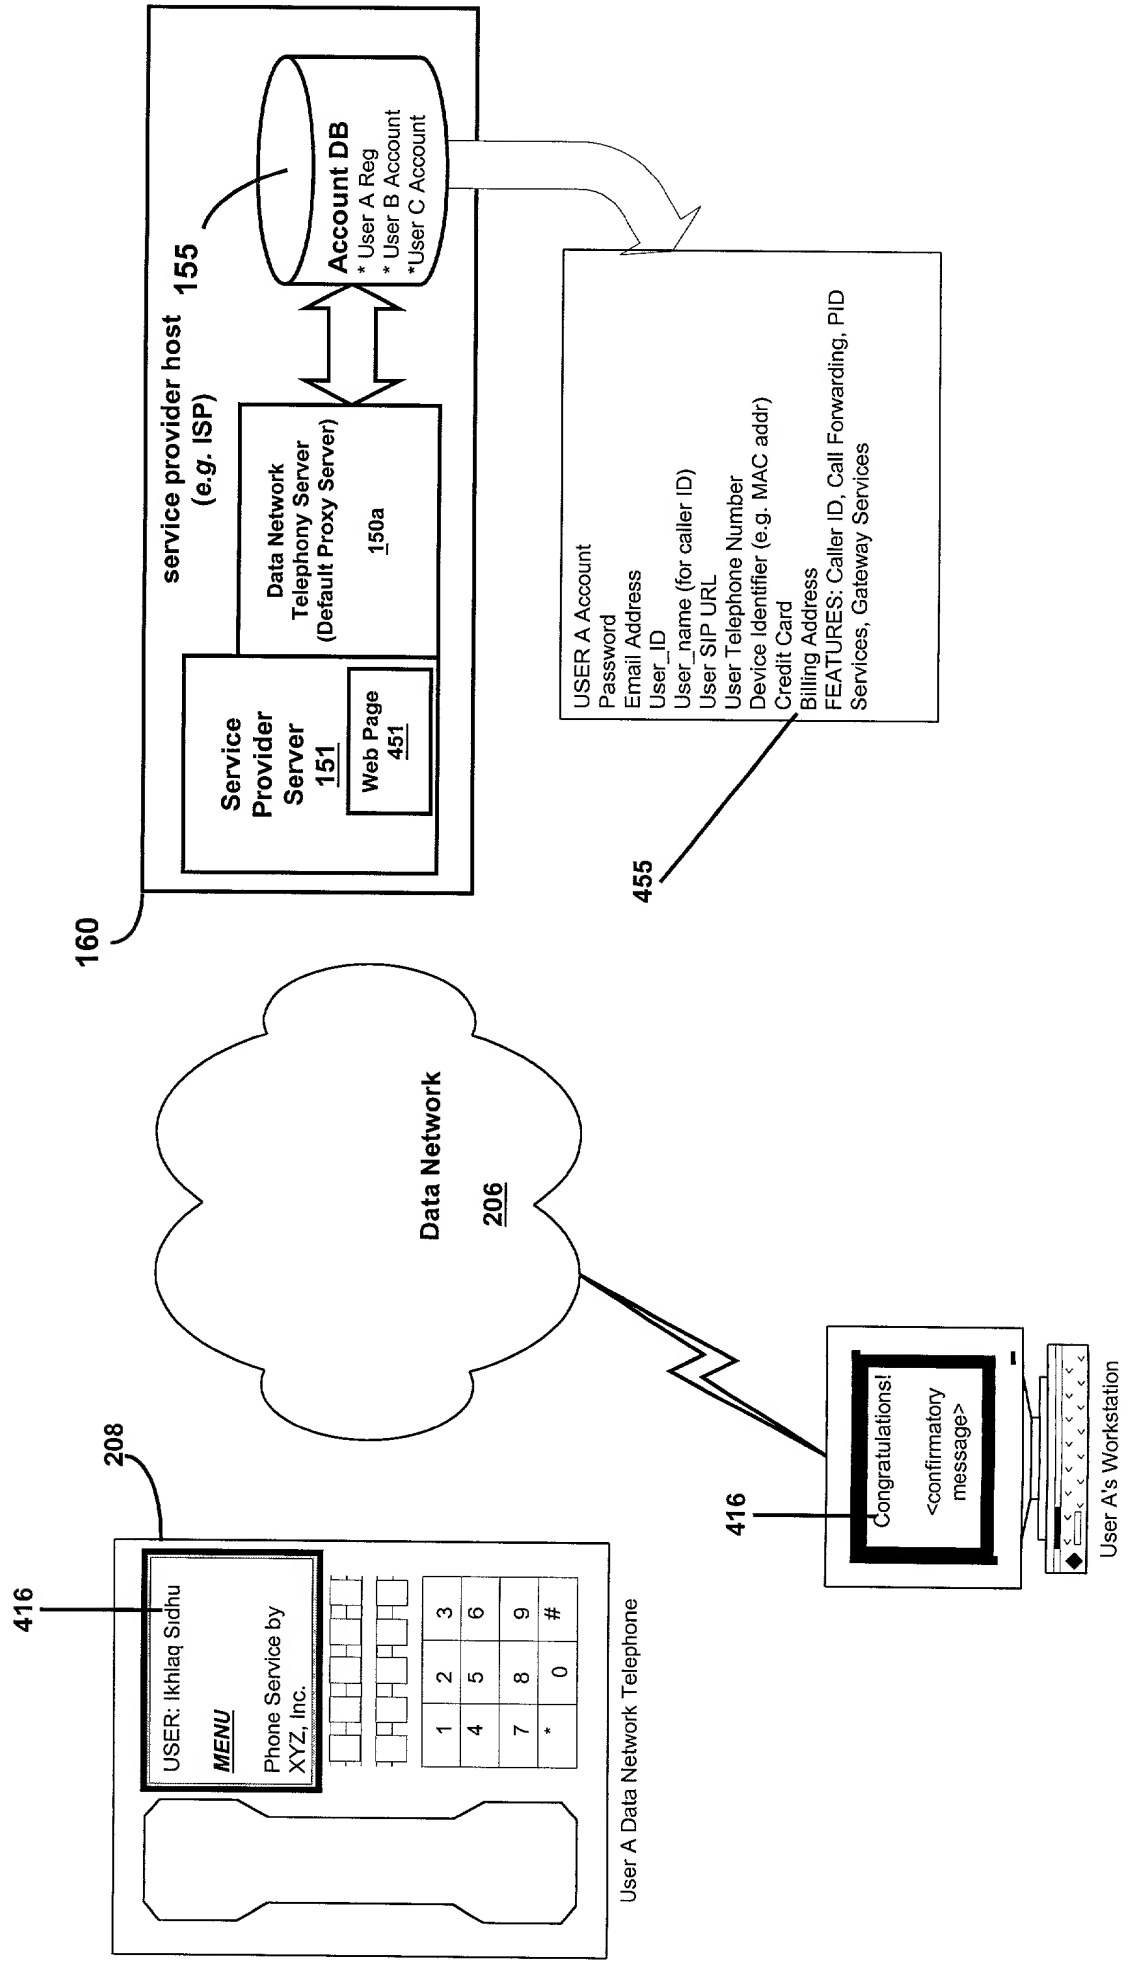 416
208
USER: Ikhlaq Sidhu
MENU
Phone Service by
XYZ, Inc.
1 2 3
4 5 6
7 8 9
* 0 #
User A Data Network Telephone
Data Network
206
416
Congratulations!
<confirmatory
message>
User A's Workstation
160
service provider host
(e.g. ISP)
155
Service
Provider
Server
151
Web Page
451
Data Network
Telephony Server
(Default Proxy Server)
150a
Account DB
* User A Reg
* User B Account
*User C Account
455
USER A Account
Password
Email Address
User_ID
User_name (for caller ID)
User SIP URL
User Telephone Number
Device Identifier (e.g. MAC addr)
Credit Card
Billing Address
FEATURES: Caller ID, Call Forwarding, PID
Services, Gateway Services